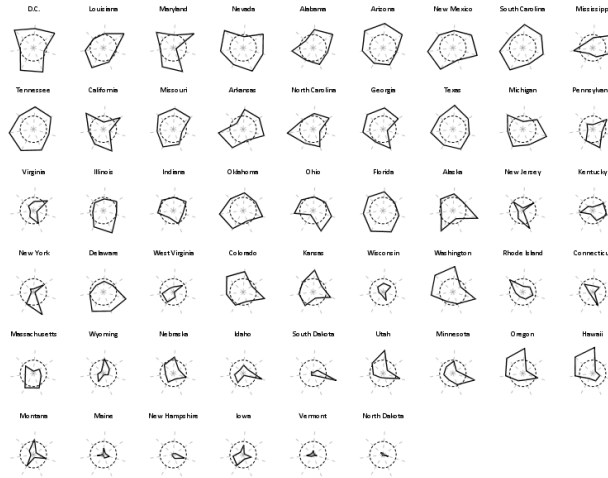 D.C. Louisiana Maryland Nevada Alabama Arizona New Mexico South Carolina Mississipp
Tennessee California Missouri Arkansas North Carolina Georgia Texas Michigan Pennsylvan
Virginia Illinois Indiana Oklahoma Ohio Florida Alaska New Jersey Kentucky
New York Delaware West Virginia Colorado Kansas Wisconsin Washington Rhode Island Connecticu
Massachusetts Wyoming Nebraska Idaho South Dakota Utah Minnesota Oregon Hawaii
Montana Maine New Hampshire Iowa Vermont North Dakota